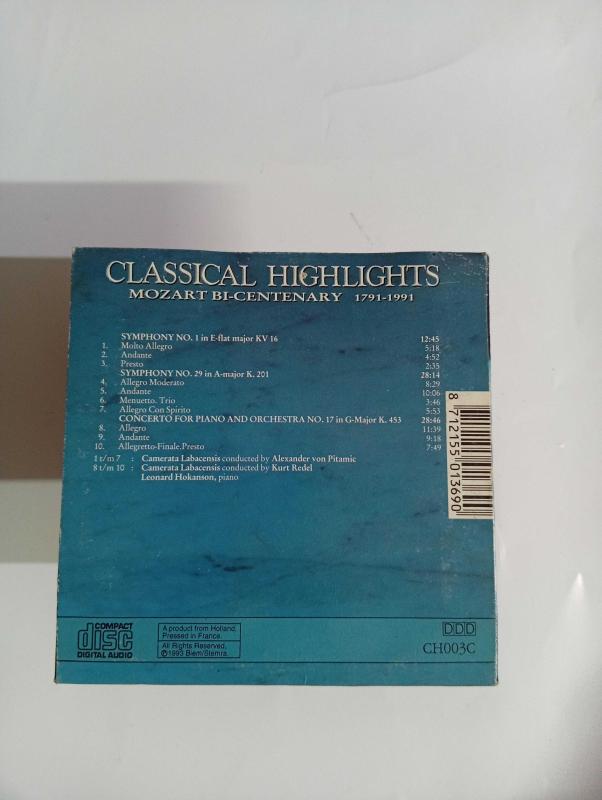 CLASSICAL HIGHLIGHTS
MOZART BI-CENTENARY 1791-1991
SYMPHONY NO. 1 in E-flat major KV 16 12:45
1. Molto Allegro 5:18
2. Andante 4:52
3. Presto 2:35
SYMPHONY NO. 29 in A-major K. 201 28:14
4. Allegro Moderato 8:29
5. Andante 10:06
6. Menuetto. Trio 3:46
7. Allegro Con Spirito 5:53
CONCERTO FOR PIANO AND ORCHESTRA NO. 17 in G-Major K. 453 28:46
8. Allegro 11:39
9. Andante 9:18
10. Allegretto-Finale.Presto 7:49
1 t/m 7 : Camerata Labacensis conducted by Alexander von Pitamic
8 t/m 10 : Camerata Labacensis conducted by Kurt Redel
Leonard Hokanson, piano
8 712155 013690
COMPACT
disc
DIGITAL AUDIO
A product from Holland.
Pressed in France.
All Rights Reserved.
℗1993 Biem/Stemra.
DDD
CH003C